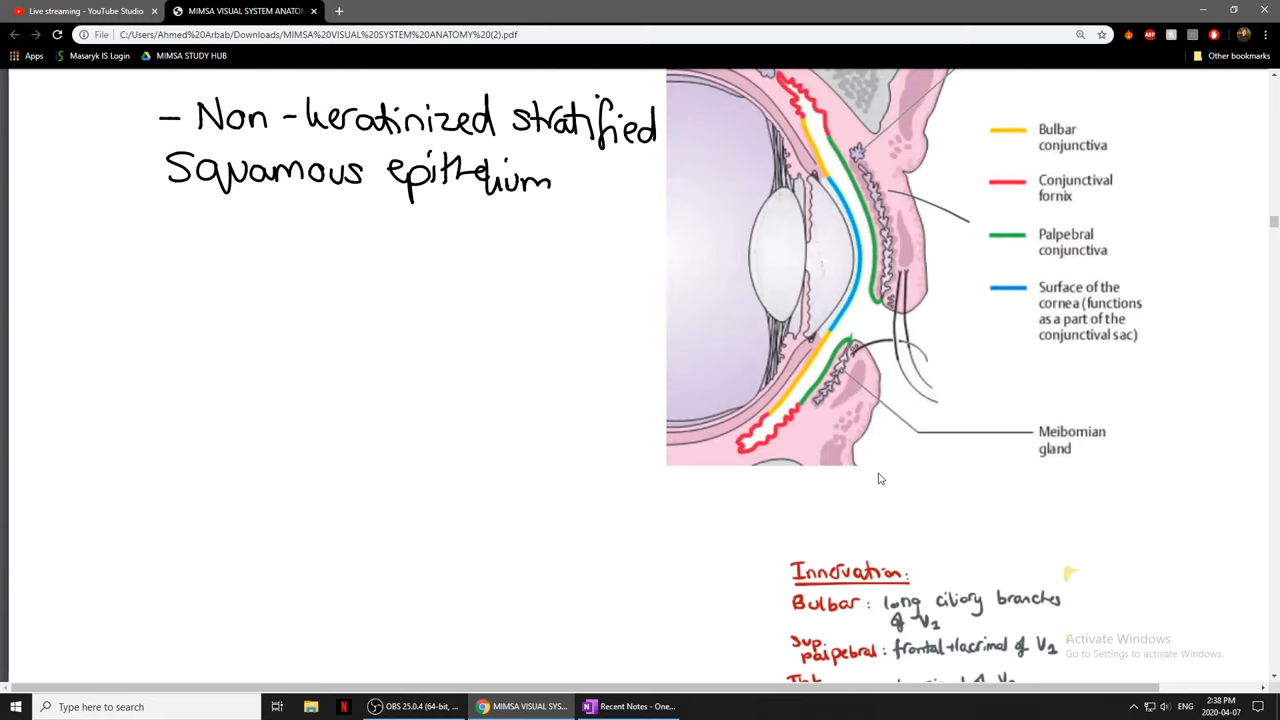 Live streaming - YouTube Studio
MIMSA VISUAL SYSTEM ANATOM
File
C:/Users/Ahmed%20Arbab/Downloads/MIMSA%20VISUAL%20SYSTEM%20ANATOMY%20(2).pdf
ABP
Apps
Masaryk IS Login
MIMSA STUDY HUB
Other bookmarks
- Non-keratinized stratified
Squamous epithelium
Bulbar
conjunctiva
Conjunctival
fornix
Palpebral
conjunctiva
Surface of the
cornea (functions
as a part of the
conjunctival sac)
Meibomian
gland
Innervation:
Bulbar: long ciliary branches
of V1
Sup.
palpebral: frontal+lacrimal of V1
Activate Windows
Go to Settings to activate Windows.
Type here to search
OBS 25.0.4 (64-bit, ...
MIMSA VISUAL SYS...
Recent Notes - One...
ENG
2:38 PM
2020-04-07